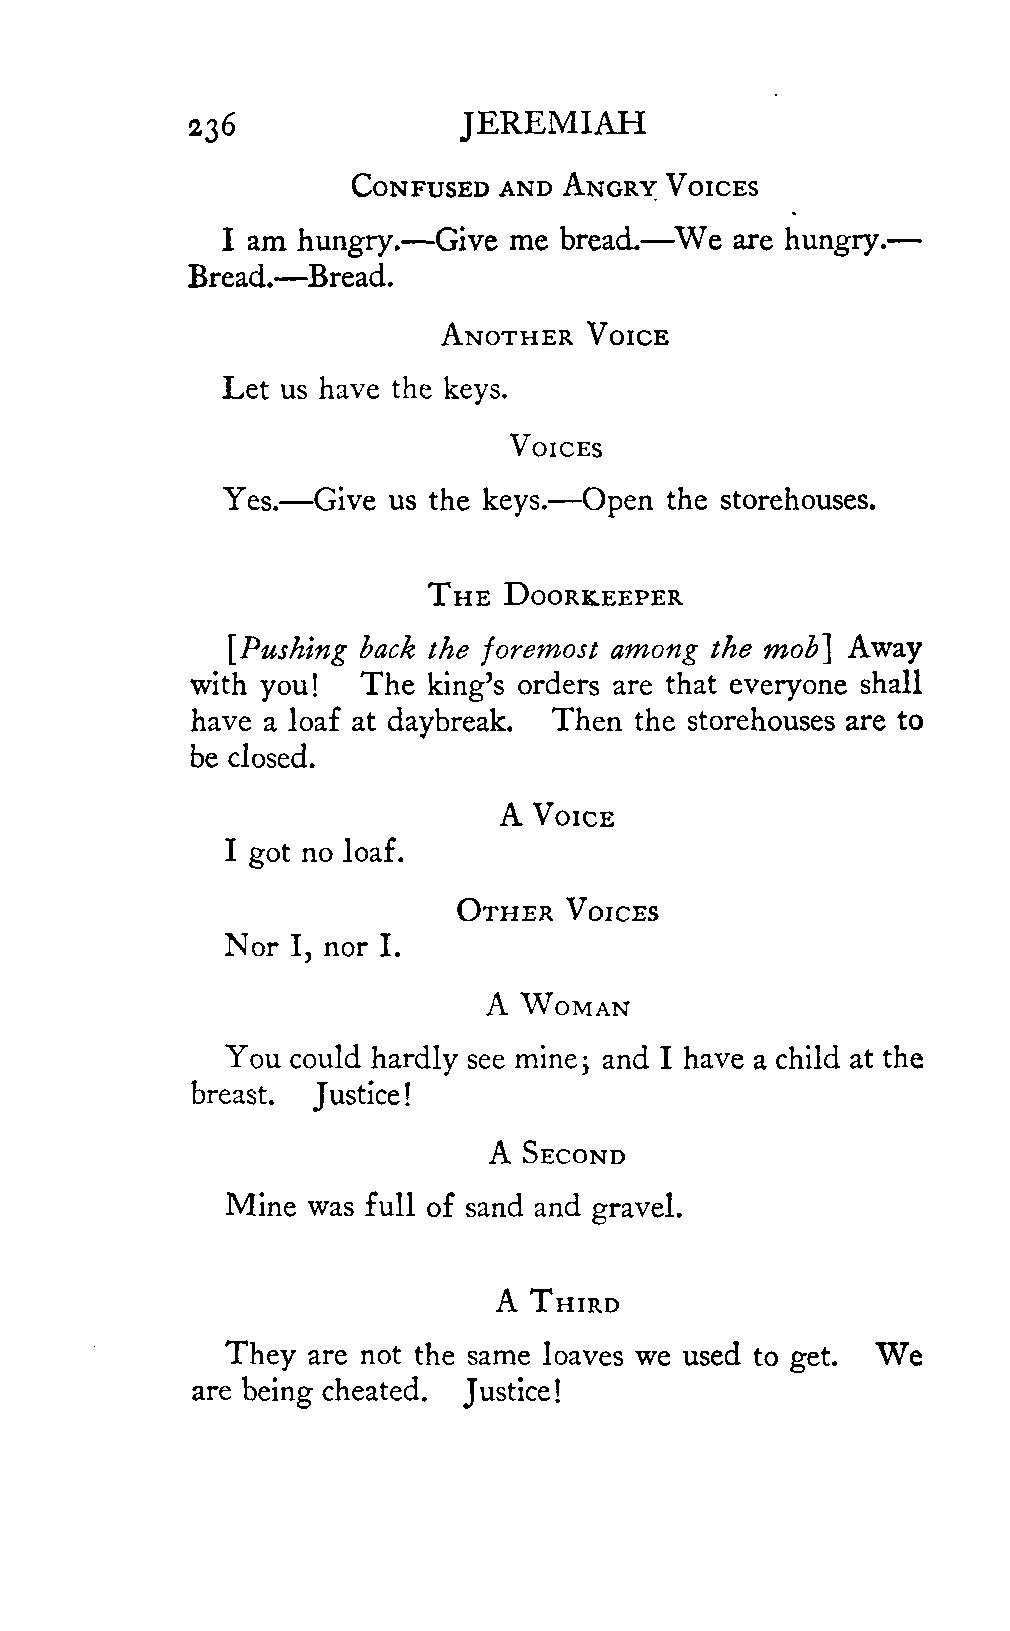 236 JEREMIAH
CONFUSED AND ANGRY VOICES
I am hungry.—Give me bread.—We are hungry.—
Bread.—Bread.
ANOTHER VOICE
Let us have the keys.
VOICES
Yes.—Give us the keys.—Open the storehouses.
THE DOORKEEPER
[Pushing back the foremost among the mob] Away
with you! The king's orders are that everyone shall
have a loaf at daybreak. Then the storehouses are to
be closed.
A VOICE
I got no loaf.
OTHER VOICES
Nor I, nor I.
A WOMAN
You could hardly see mine; and I have a child at the
breast. Justice!
A SECOND
Mine was full of sand and gravel.
A THIRD
They are not the same loaves we used to get. We
are being cheated. Justice!